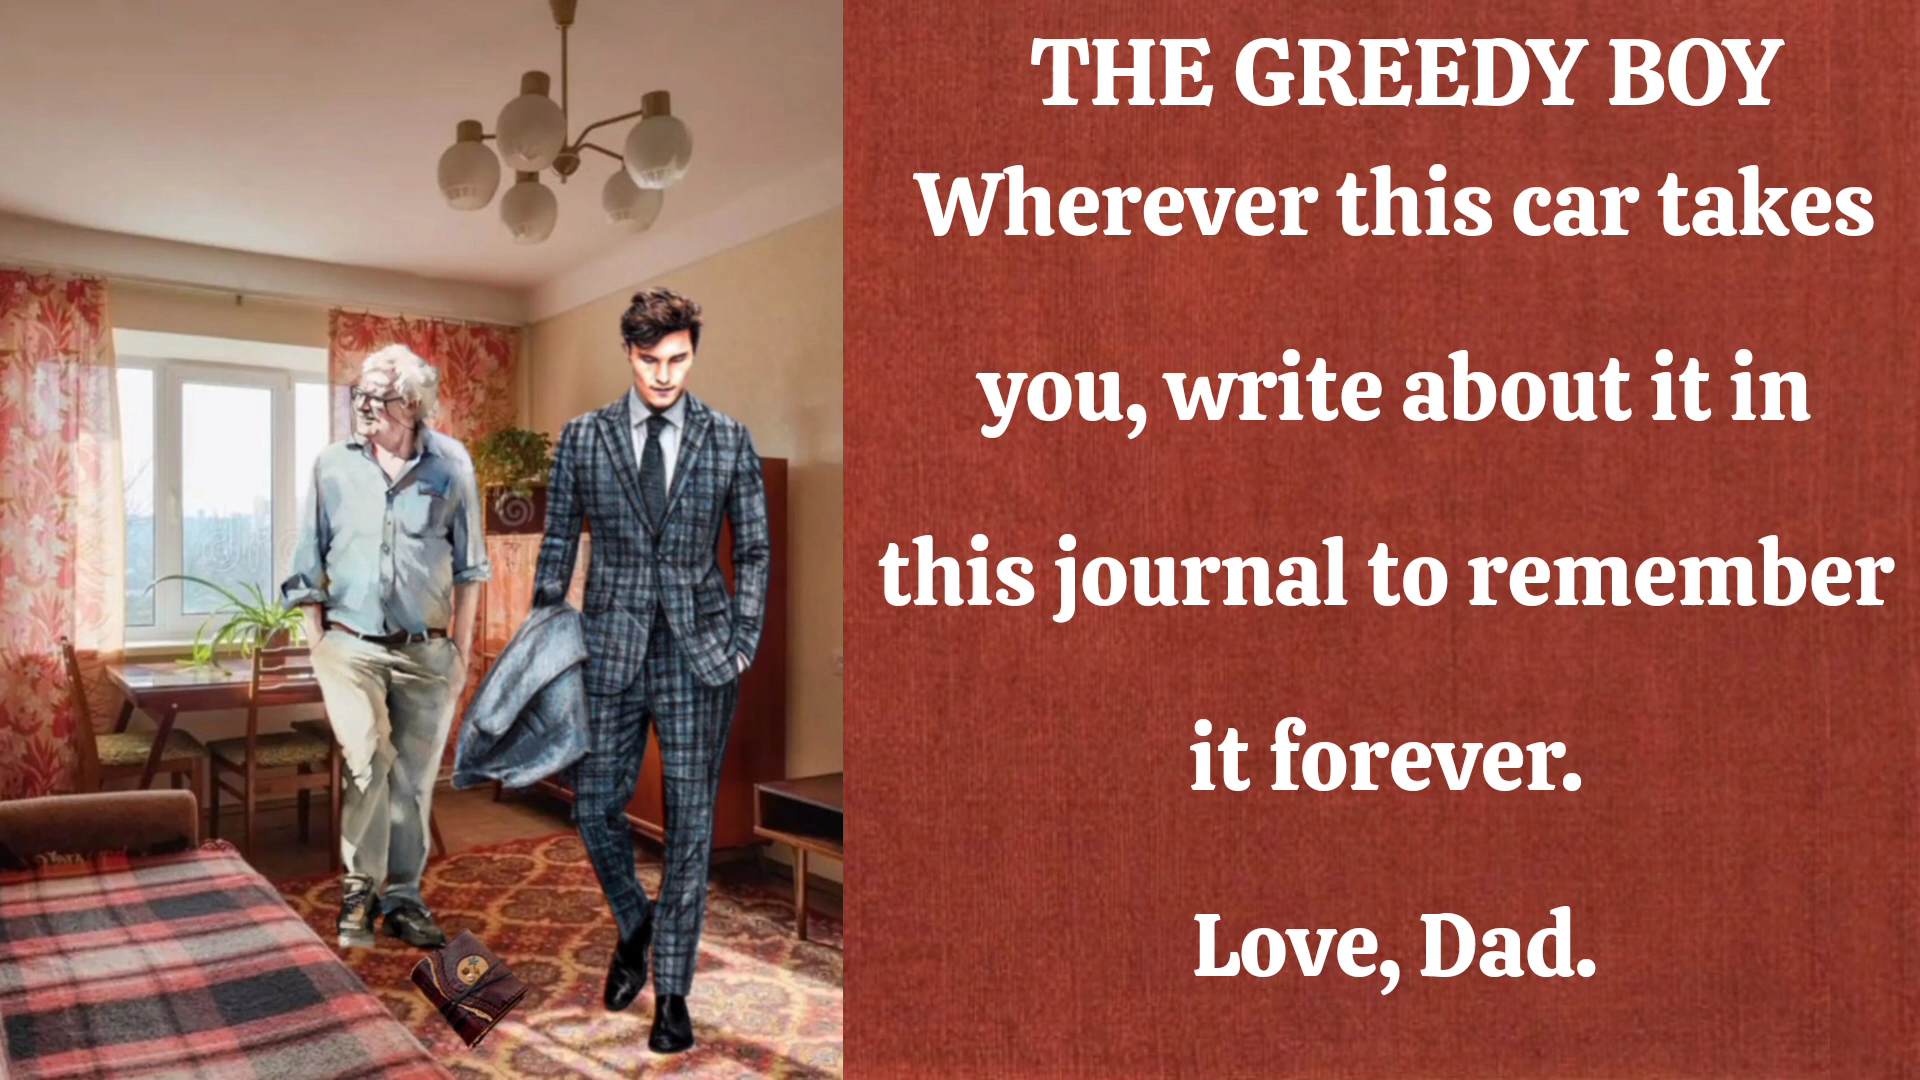 THE GREEDY BOY
Wherever this car takes
you, write about it in
this journal to remember
it forever.
Love, Dad.